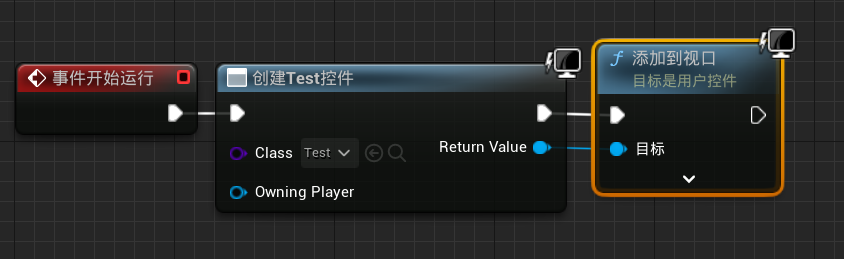 事件开始运行
创建Test控件
Class
Test
Return Value
Owning Player
添加到视口
目标是用户控件
目标